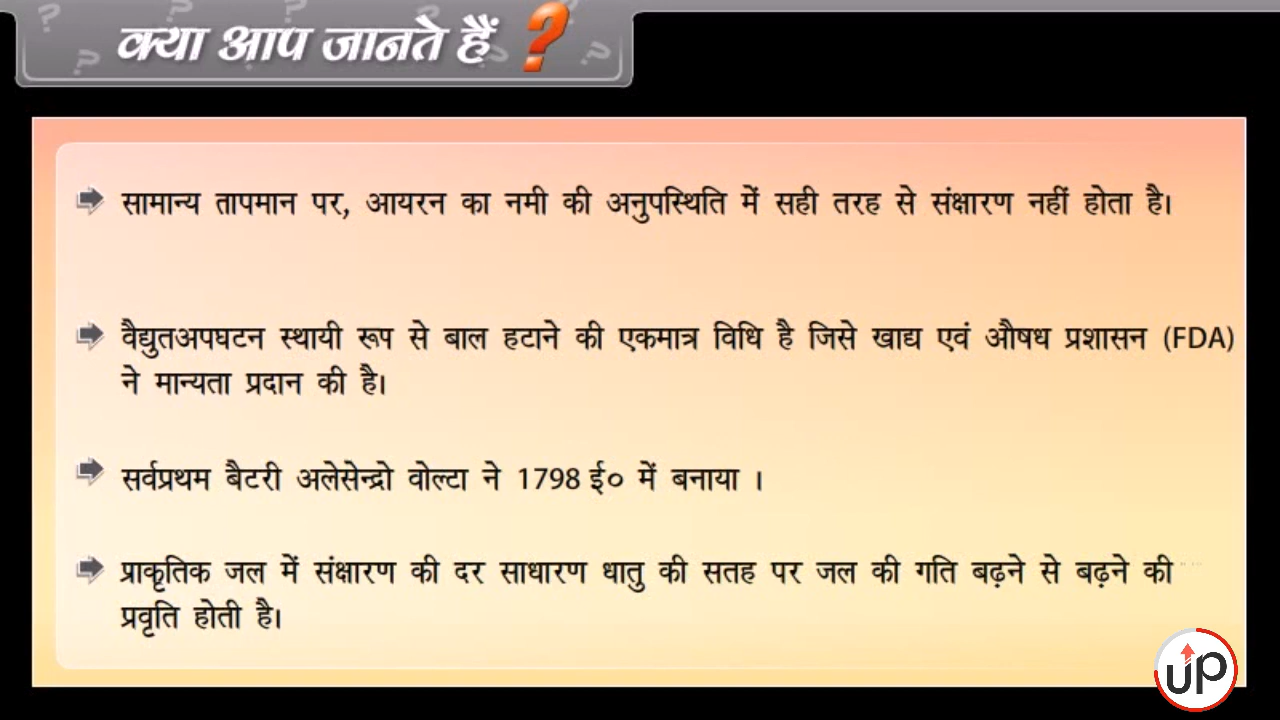 क्या आप जानते हैं ?
सामान्य तापमान पर, आयरन का नमी की अनुपस्थिति में सही तरह से संक्षारण नहीं होता है।
वैद्युतअपघटन स्थायी रूप से बाल हटाने की एकमात्र विधि है जिसे खाद्य एवं औषध प्रशासन (FDA)
ने मान्यता प्रदान की है।
सर्वप्रथम बैटरी अलेसेन्द्रो वोल्टा ने 1798 ई० में बनाया ।
प्राकृतिक जल में संक्षारण की दर साधारण धातु की सतह पर जल की गति बढ़ने से बढ़ने की
प्रवृति होती है।
UP